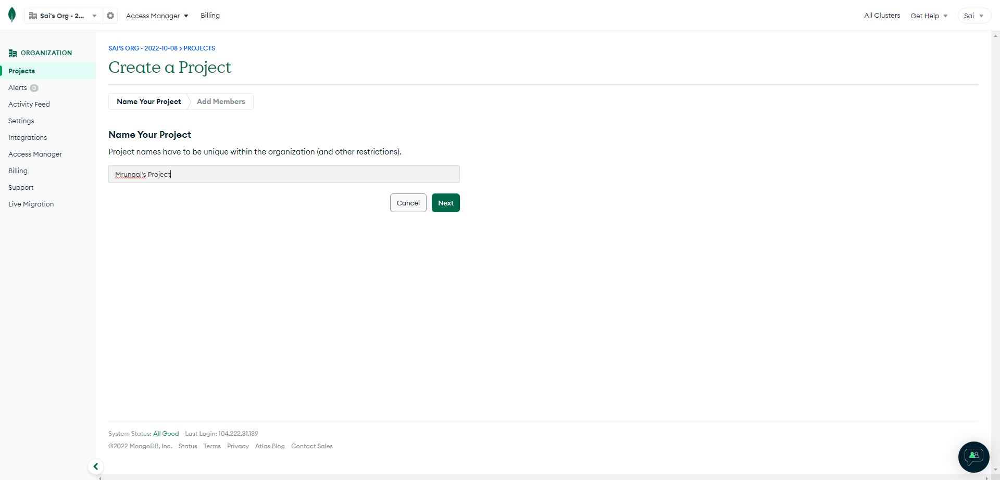 Sai's Org - 2...
Access Manager
Billing
All Clusters
Get Help
Sai
ORGANIZATION
Projects
Alerts 0
Activity Feed
Settings
Integrations
Access Manager
Billing
Support
Live Migration
SAI'S ORG - 2022-10-08 > PROJECTS
Create a Project
Name Your Project
Add Members
Name Your Project
Project names have to be unique within the organization (and other restrictions).
Mrunaal's Project
Cancel
Next
System Status: All Good Last Login: 104.222.31.139
©2022 MongoDB, Inc. Status Terms Privacy Atlas Blog Contact Sales